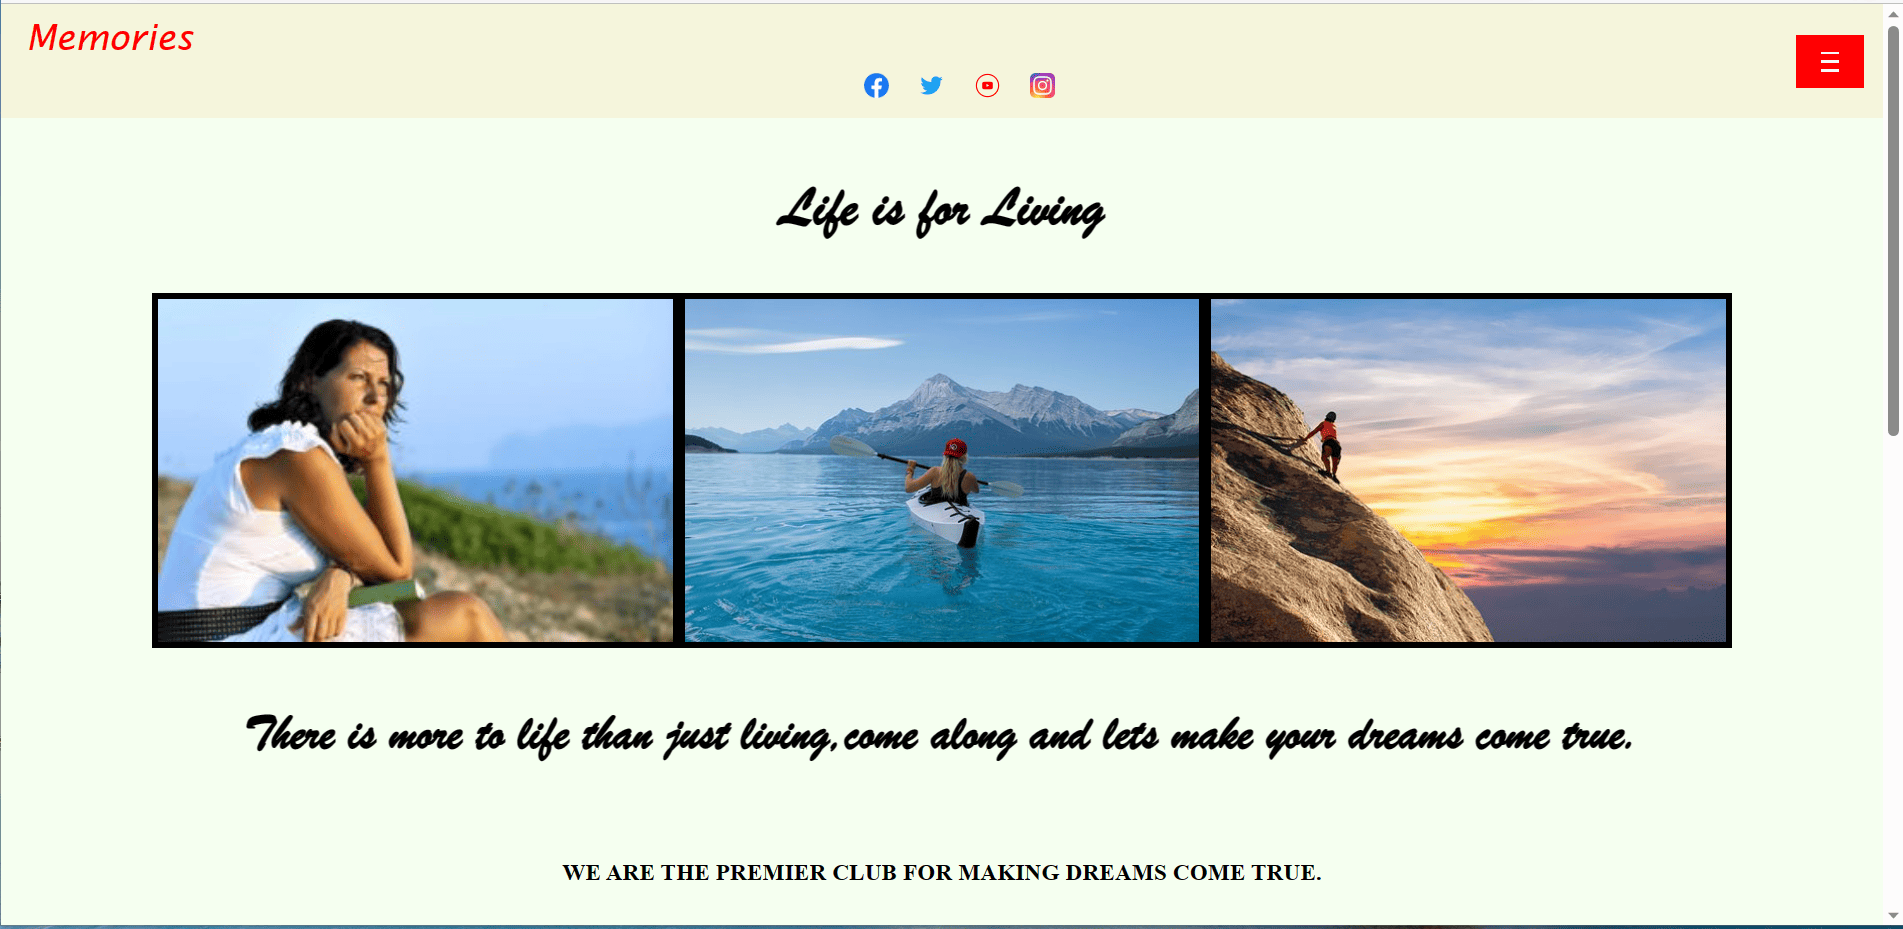 Memories
Life is for Living
There is more to life than just living,come along and lets make your dreams come true.
WE ARE THE PREMIER CLUB FOR MAKING DREAMS COME TRUE.